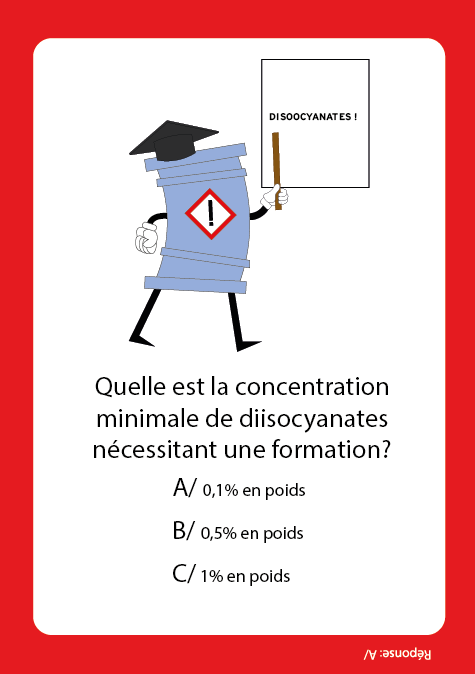 DISOOCYANATES !
!
Quelle est la concentration
minimale de diisocyanates
nécessitant une formation?
A/ 0,1% en poids
B/ 0,5% en poids
C/ 1% en poids
Réponse: A/